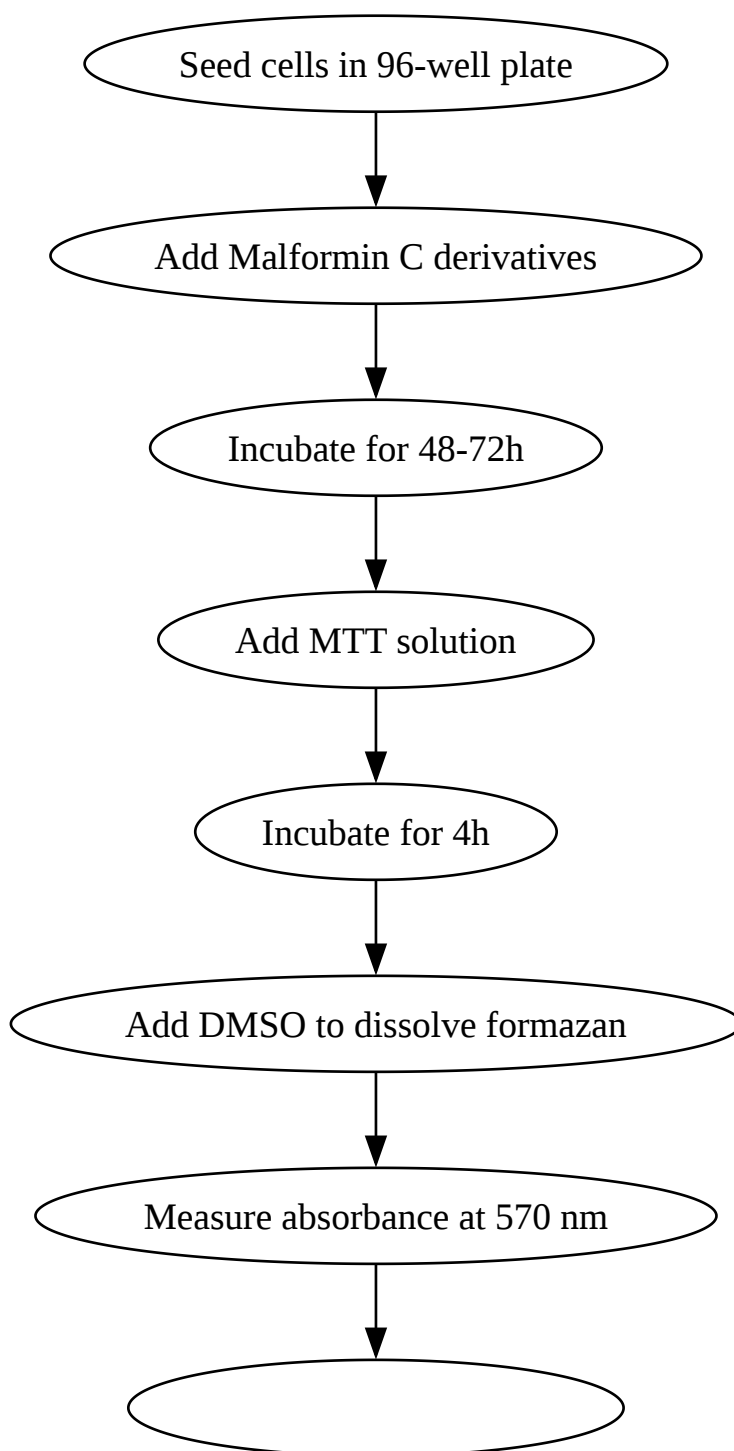 Seed cells in 96-well plate
Add Malformin C derivatives
Incubate for 48-72h
Add MTT solution
Incubate for 4h
Add DMSO to dissolve formazan
Measure absorbance at 570 nm